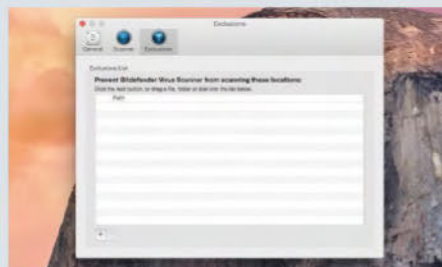 Exclusions
General Scanner Exclusions
Exclusions List
Prevent Bitdefender Virus Scanner from scanning these locations:
Click the Add button, or drag a file, folder or disk into the list below.
Path
+